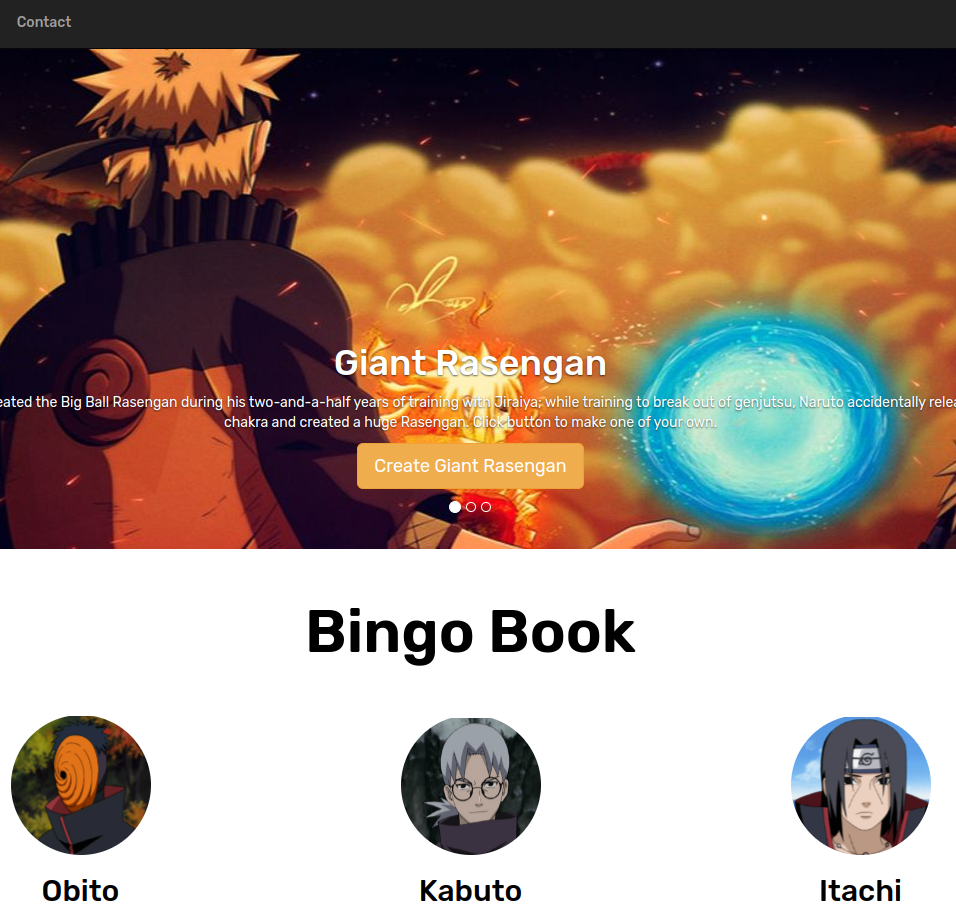 Contact
Giant Rasengan
the Big Ball Rasengan during his two-and-a-half years of training with Jiraiya; while training to break out of genjutsu, Naruto accidentally
chakra and created a huge Rasengan. Click button to make one of your own.
Create Giant Rasengan
Bingo Book
Obito
Kabuto
Itachi